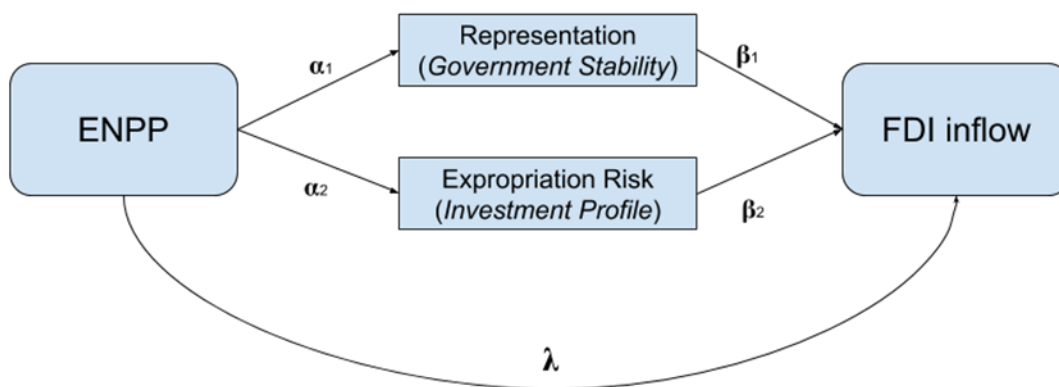 Representation
(Government Stability)
α1
β1
ENPP
FDI inflow
α2
Expropriation Risk
(Investment Profile)
β2
λ